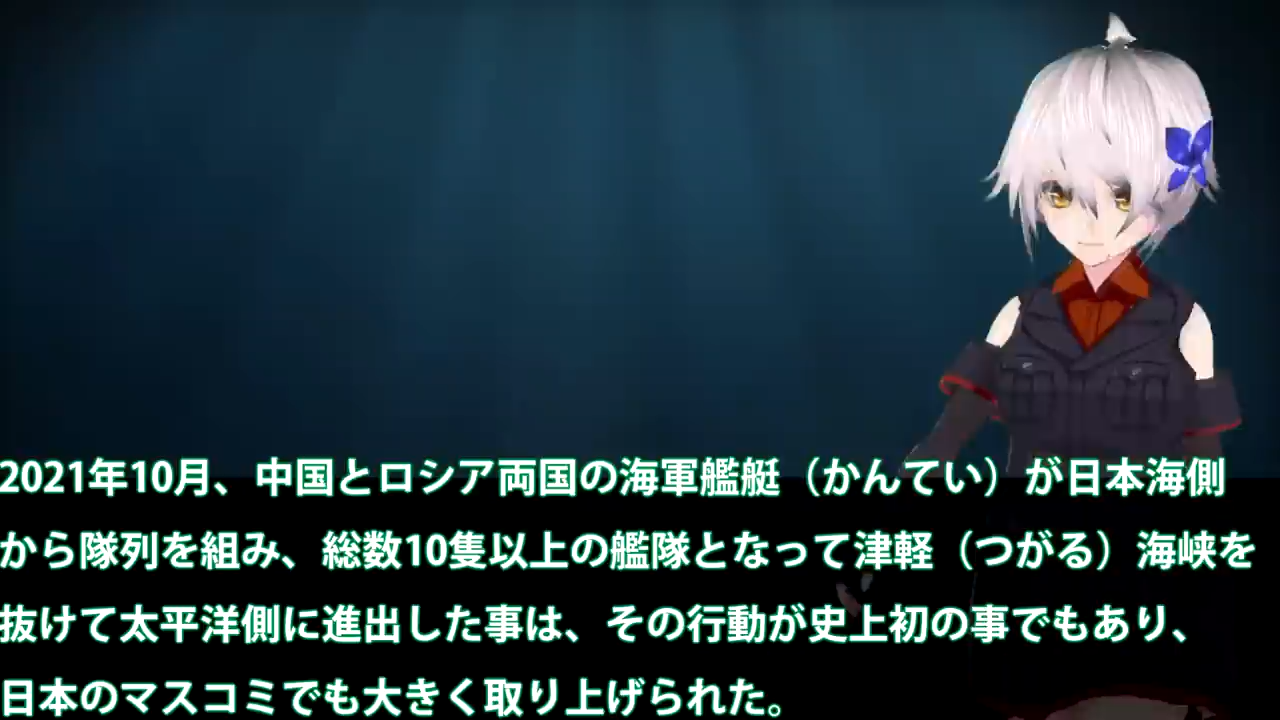 2021年10月、中国とロシア両国の海軍艦艇（かんてい）が日本海側
から隊列を組み、総数10隻以上の艦隊となって津軽（つがる）海峡を
抜けて太平洋側に進出した事は、その行動が史上初の事でもあり、
日本のマスコミでも大きく取り上げられた。